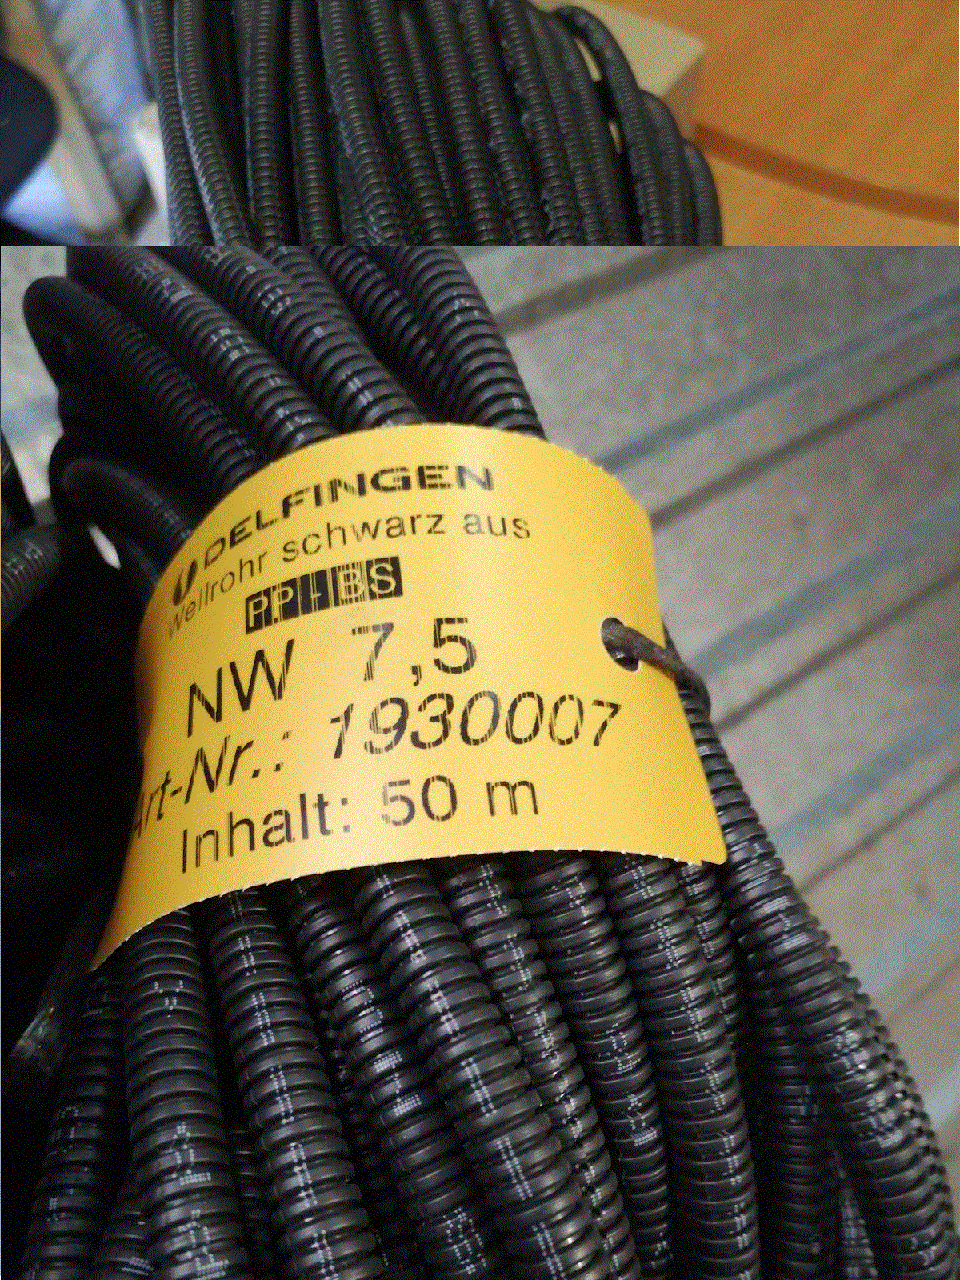 DELFINGEN
Wellrohr schwarz aus
PP-BS
NW 7,5
Art-Nr.: 1930007
Inhalt: 50 m